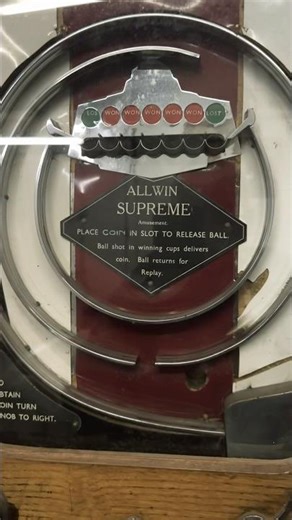 LOST WON WON WON WON WON LOST
ALLWIN
SUPREME
Amusement.
PLACE COIN IN SLOT TO RELEASE BALL.
Ball shot in winning cups delivers
coin. Ball returns for
Replay.
BTAIN
OIN TURN
NOB TO RIGHT.